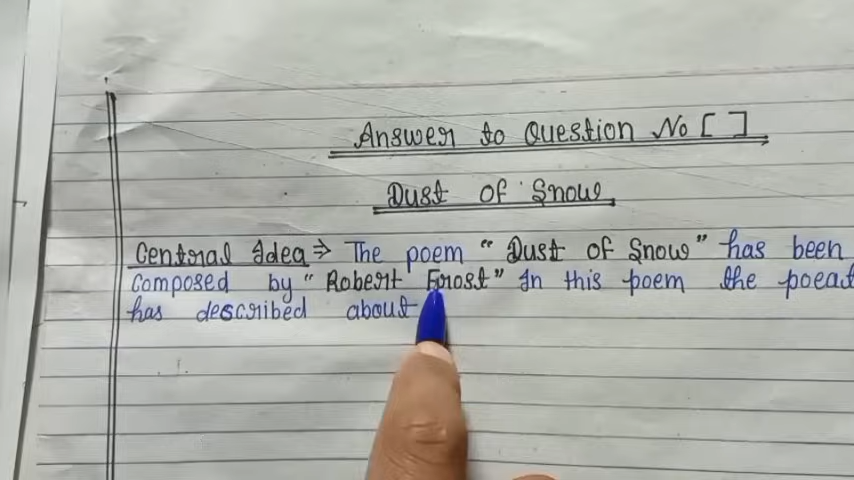 Answer to Question No [ ]
Dust of Snow
Central Idea ⇒ The poem “Dust of Snow” has been
composed by “Robert Frost” In this poem the poeat
has described about